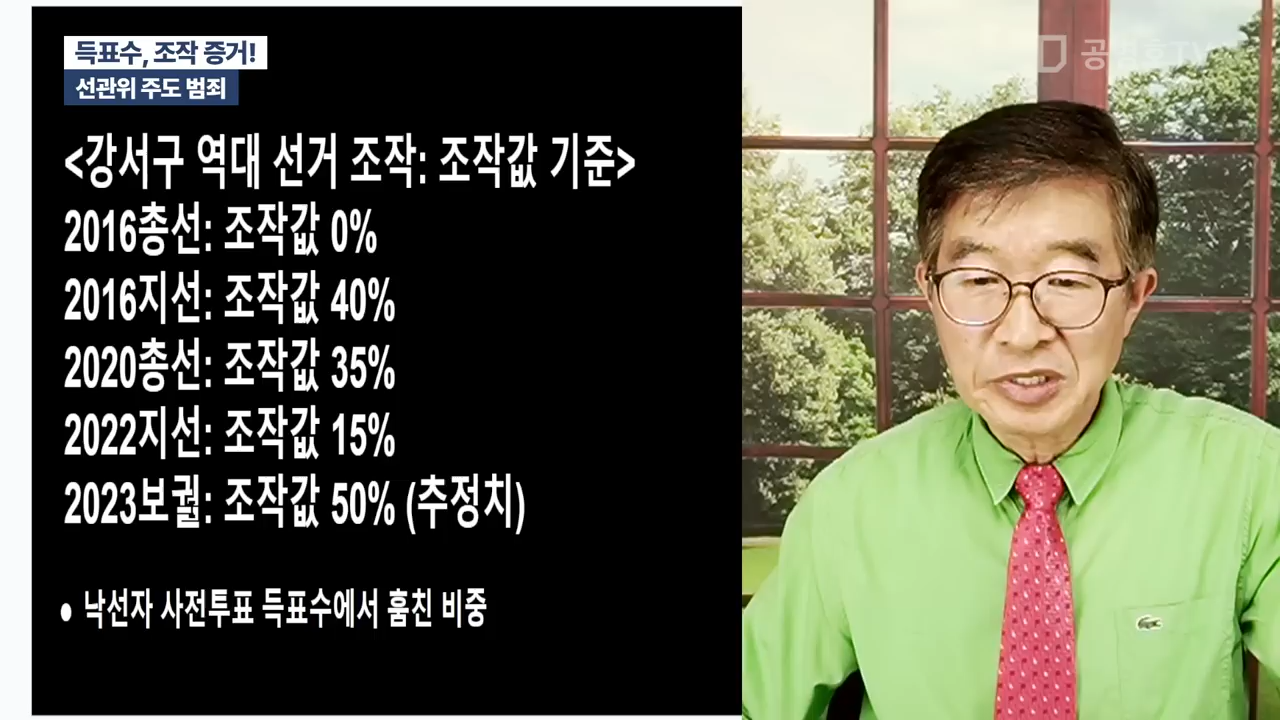 득표수, 조작 증거!
선관위 주도 범죄
<강서구 역대 선거 조작: 조작값 기준>
2016총선: 조작값 0%
2016지선: 조작값 40%
2020총선: 조작값 35%
2022지선: 조작값 15%
2023보궐: 조작값 50% (추정치)
• 낙선자 사전투표 득표수에서 훔친 비중
공병호TV